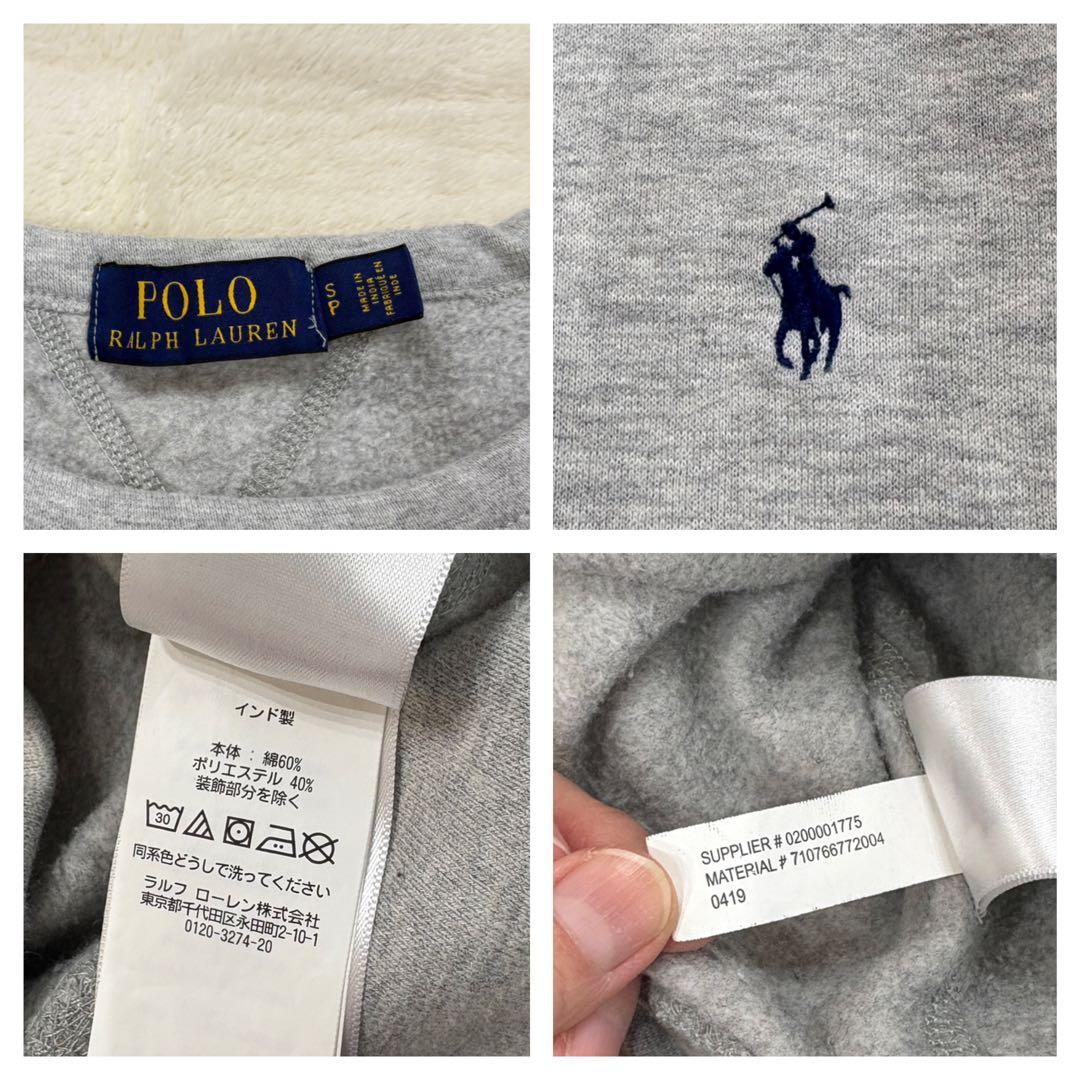 POLO
RALPH LAUREN
S
P
MADE IN
INDIA
FABRIQUÉ EN
INDE
インド製
本体 : 綿60%
ポリエステル 40%
装飾部分を除く
30
同系色どうしで洗ってください
ラルフ ローレン株式会社
東京都千代田区永田町2-10-1
0120-3274-20
SUPPLIER # 0200001775
MATERIAL # 710766772004
0419